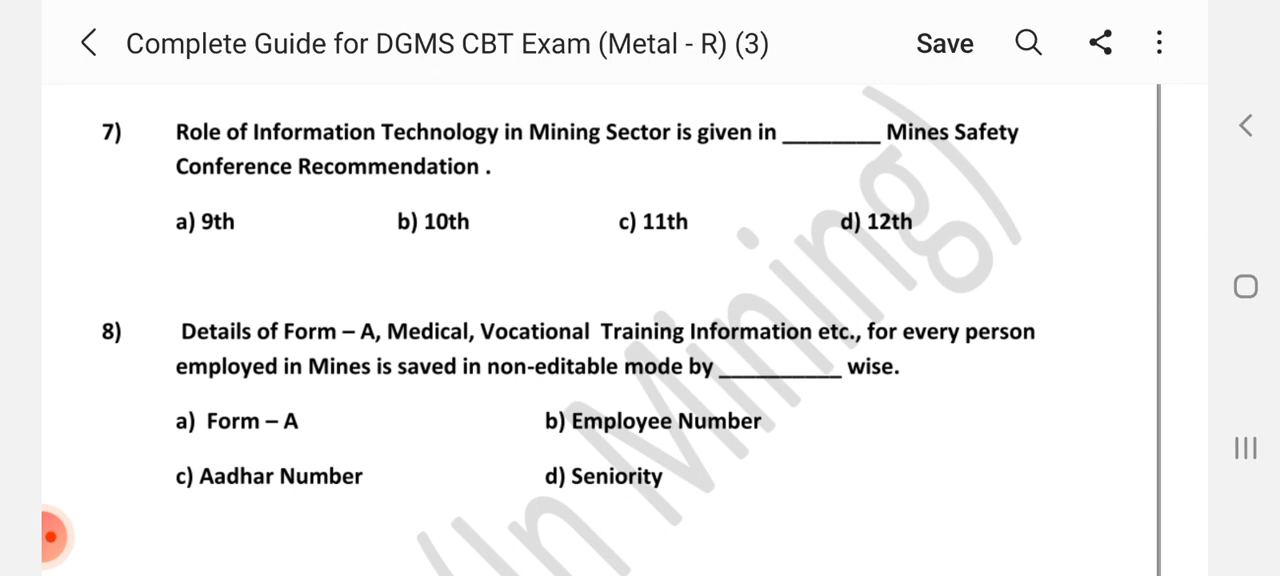 Complete Guide for DGMS CBT Exam (Metal - R) (3) Save
7) Role of Information Technology in Mining Sector is given in ________ Mines Safety
Conference Recommendation .
a) 9th b) 10th c) 11th d) 12th
8) Details of Form – A, Medical, Vocational Training Information etc., for every person
employed in Mines is saved in non-editable mode by __________ wise.
a) Form – A b) Employee Number
c) Aadhar Number d) Seniority
(In Mining)